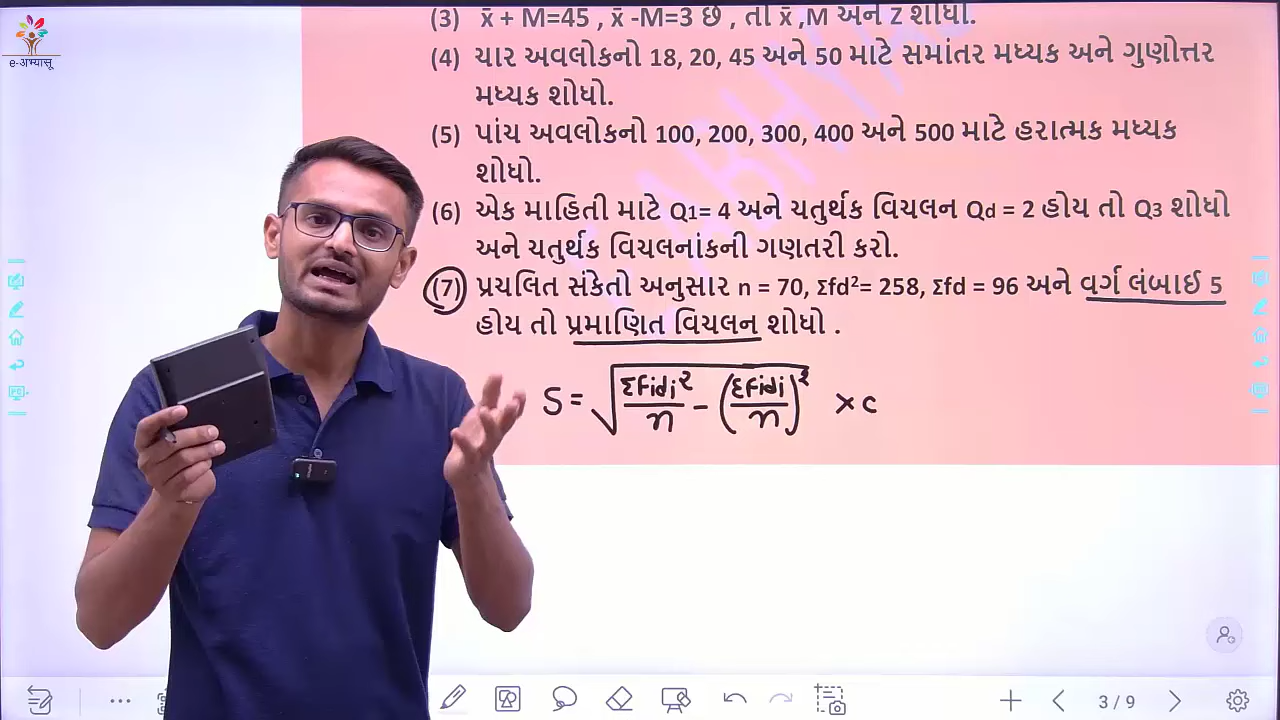 (3) x̄ + M=45 , x̄ -M=3 છે , તો x̄ ,M અને Z શોધો.
(4) ચાર અવલોકનો 18, 20, 45 અને 50 માટે સમાંતર મધ્યક અને ગુણોત્તર
મધ્યક શોધો.
(5) પાંચ અવલોકનો 100, 200, 300, 400 અને 500 માટે હરાત્મક મધ્યક
શોધો.
(6) એક માહિતી માટે Q1= 4 અને ચતુર્થક વિચલન Qd = 2 હોય તો Q3 શોધો
અને ચતુર્થક વિચલનાંકની ગણતરી કરો.
(7) પ્રચલિત સંકેતો અનુસાર n = 70, Σfd²= 258, Σfd = 96 અને વર્ગ લંબાઈ 5
હોય તો પ્રમાણિત વિચલન શોધો .
S = √(Σfidi²/n - (Σfidi/n)²) × c
e-अभ्यासू
3 / 9